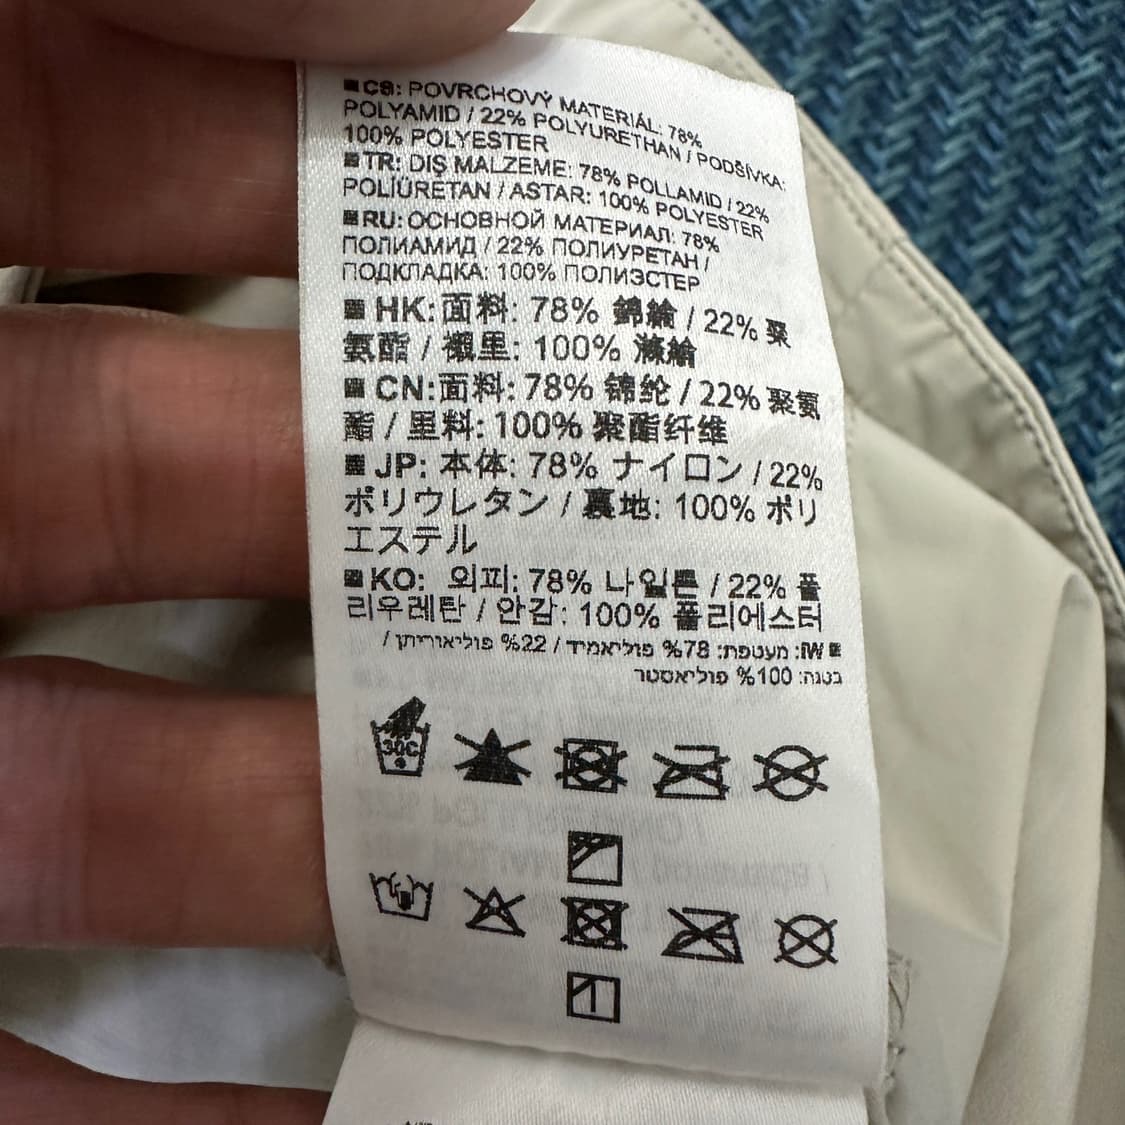 ■CS: POVRCHOVÝ MATERIÁL: 78%
POLYAMID / 22% POLYURETHAN / PODŠÍVKA:
100% POLYESTER
■TR: DIŞ MALZEME: 78% POLLAMID / 22%
POLİÜRETAN / ASTAR: 100% POLYESTER
■RU: ОСНОВНОЙ МАТЕРИАЛ: 78%
ПОЛИАМИД / 22% ПОЛИУРЕТАН /
ПОДКЛАДКА: 100% ПОЛИЭСТЕР
■HK: 面料: 78% 錦綸 / 22% 聚
氨酯 / 襯里: 100% 滌綸
■CN:面料: 78% 锦纶 / 22% 聚氨
酯 / 里料: 100% 聚酯纤维
■JP: 本体: 78% ナイロン / 22%
ポリウレタン / 裏地: 100% ポリ
エステル
■KO: 외피: 78% 나일론 / 22% 폴
리우레탄 / 안감: 100% 폴리에스터
■IW: מעטפת: 78% פוליאמיד / 22% פוליאוריתן /
בטנה: 100% פוליאסטר
30C